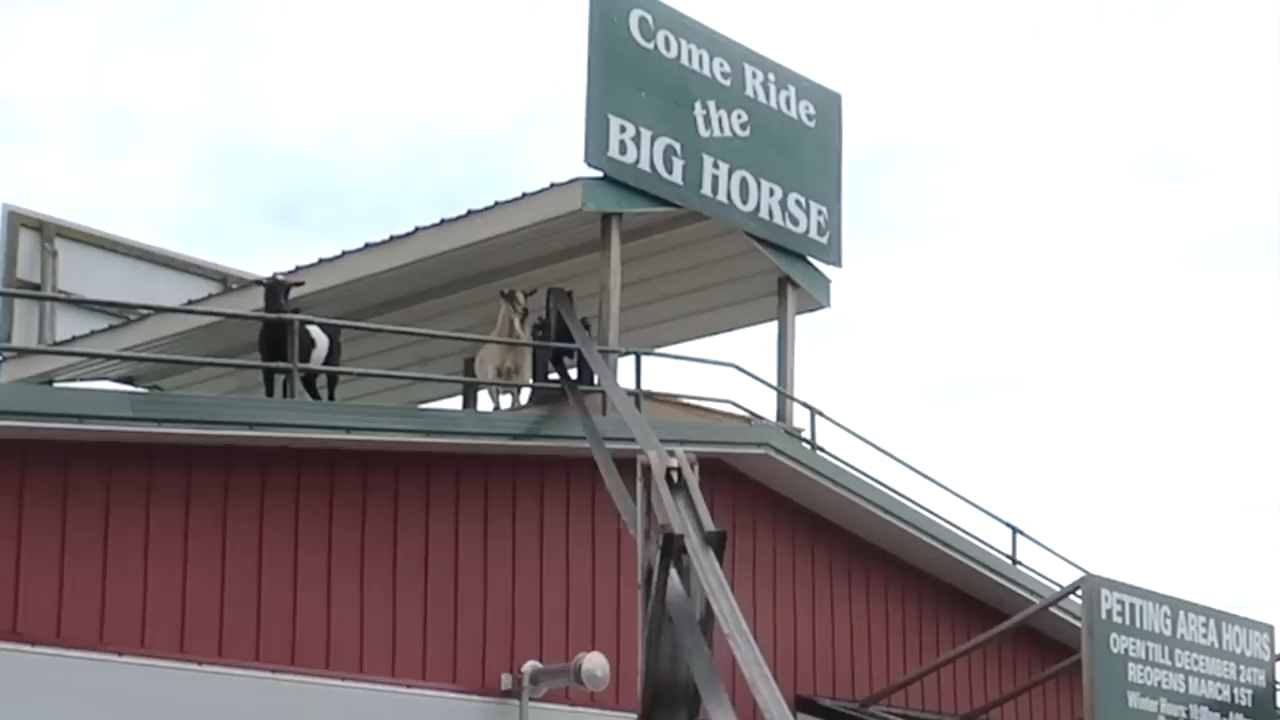 Come Ride
the
BIG HORSE
PETTING AREA HOURS
OPEN TILL DECEMBER 24TH
REOPENS MARCH 1ST
Winter Hours: